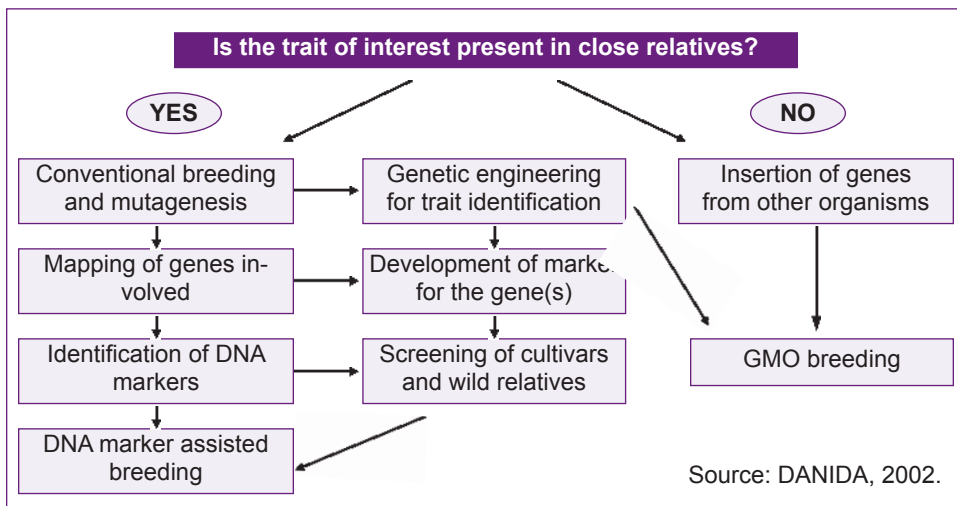 Is the trait of interest present in close relatives?
YES
NO
Conventional breeding
and mutagenesis
Genetic engineering
for trait identification
Insertion of genes
from other organisms
Mapping of genes in-
volved
Development of marke
for the gene(s)
Identification of DNA
markers
Screening of cultivars
and wild relatives
GMO breeding
DNA marker assisted
breeding
Source: DANIDA, 2002.